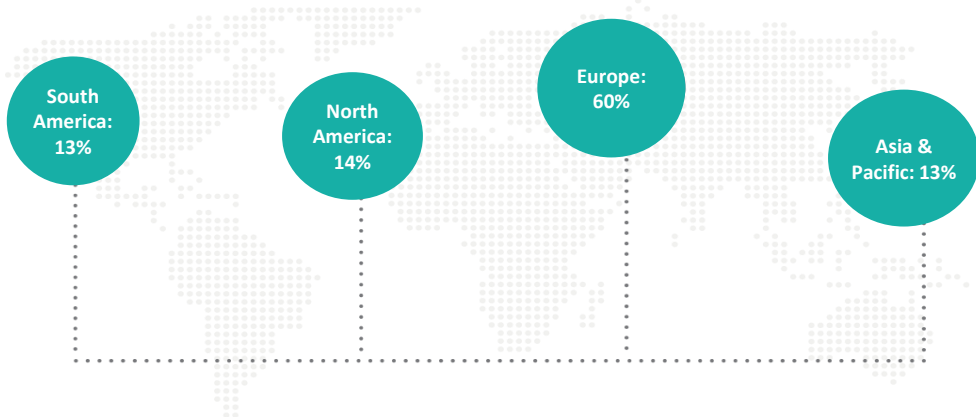 South
America:
13%
North
America:
14%
Europe:
60%
Asia &
Pacific: 13%